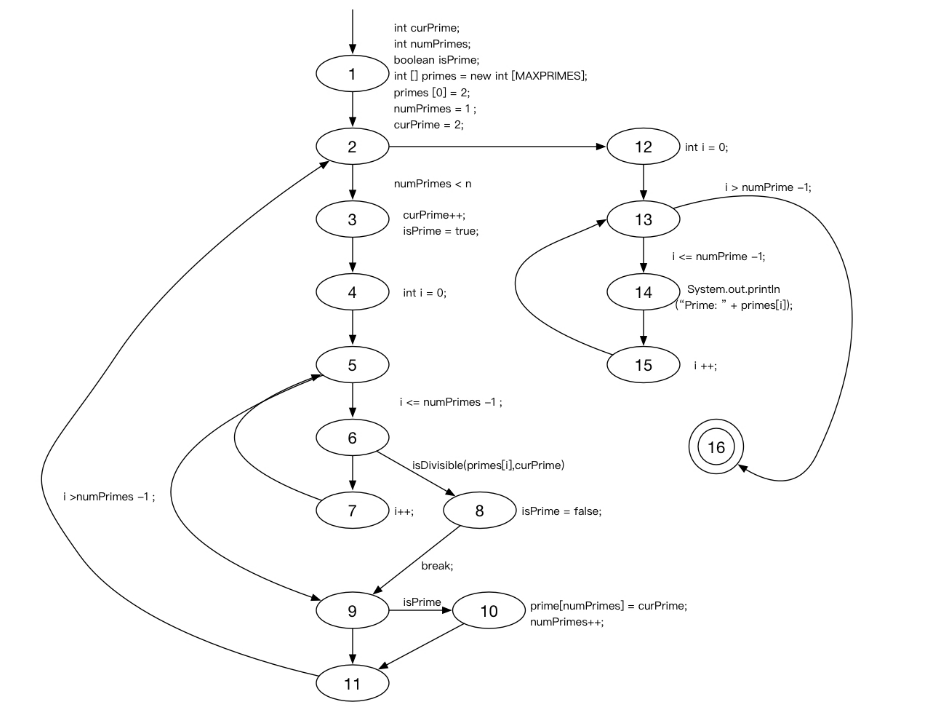 int curPrime;
int numPrimes;
boolean isPrime;
1
int [] primes = new int [MAXPRIMES];
primes [0] = 2;
numPrimes = 1 ;
curPrime = 2;
2
12
int i = 0;
numPrimes < n
i > numPrime −1;
3
curPrime++;
isPrime = true;
13
i <= numPrime −1;
4
int i = 0;
14
System.out.println
(“Prime: ” + primes[i]);
5
15
i ++;
i <= numPrimes −1 ;
6
16
isDivisible(primes[i],curPrime)
i >numPrimes −1 ;
7
i++;
8
isPrime = false;
break;
9
isPrime
10
prime[numPrimes] = curPrime;
numPrimes++;
11